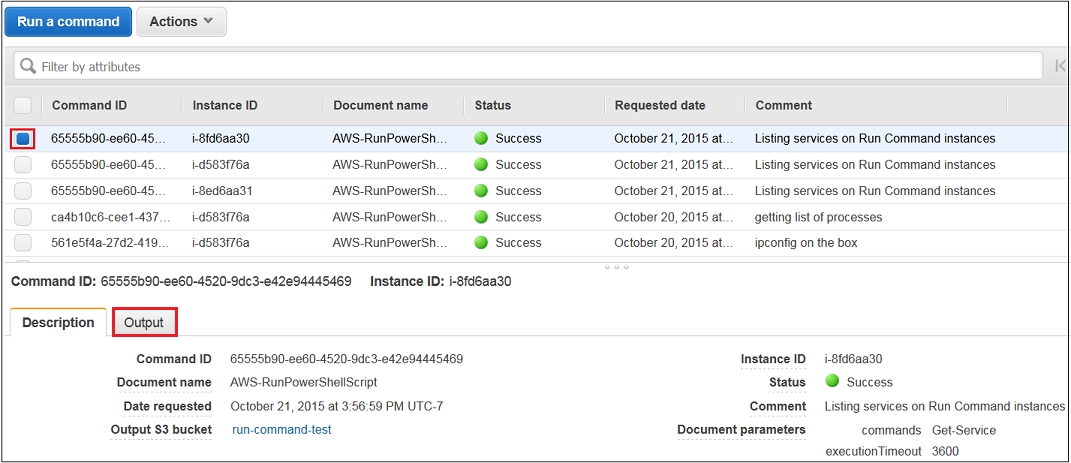 Run a command Actions
Filter by attributes
Command ID Instance ID Document name Status Requested date Comment
65555b90-ee60-45... i-8fd6aa30 AWS-RunPowerSh... Success October 21, 2015 at... Listing services on Run Command instances
65555b90-ee60-45... i-d583f76a AWS-RunPowerSh... Success October 21, 2015 at... Listing services on Run Command instances
65555b90-ee60-45... i-8ed6aa31 AWS-RunPowerSh... Success October 21, 2015 at... Listing services on Run Command instances
ca4b10c6-cee1-437... i-d583f76a AWS-RunPowerSh... Success October 20, 2015 at... getting list of processes
561e5f4a-27d2-419... i-d583f76a AWS-RunPowerSh... Success October 20, 2015 at... ipconfig on the box
Command ID: 65555b90-ee60-4520-9dc3-e42e94445469 Instance ID: i-8fd6aa30
Description Output
Command ID 65555b90-ee60-4520-9dc3-e42e94445469 Instance ID i-8fd6aa30
Document name AWS-RunPowerShellScript Status Success
Date requested October 21, 2015 at 3:56:59 PM UTC-7 Comment Listing services on Run Command instances
Output S3 bucket run-command-test Document parameters commands Get-Service
executionTimeout 3600